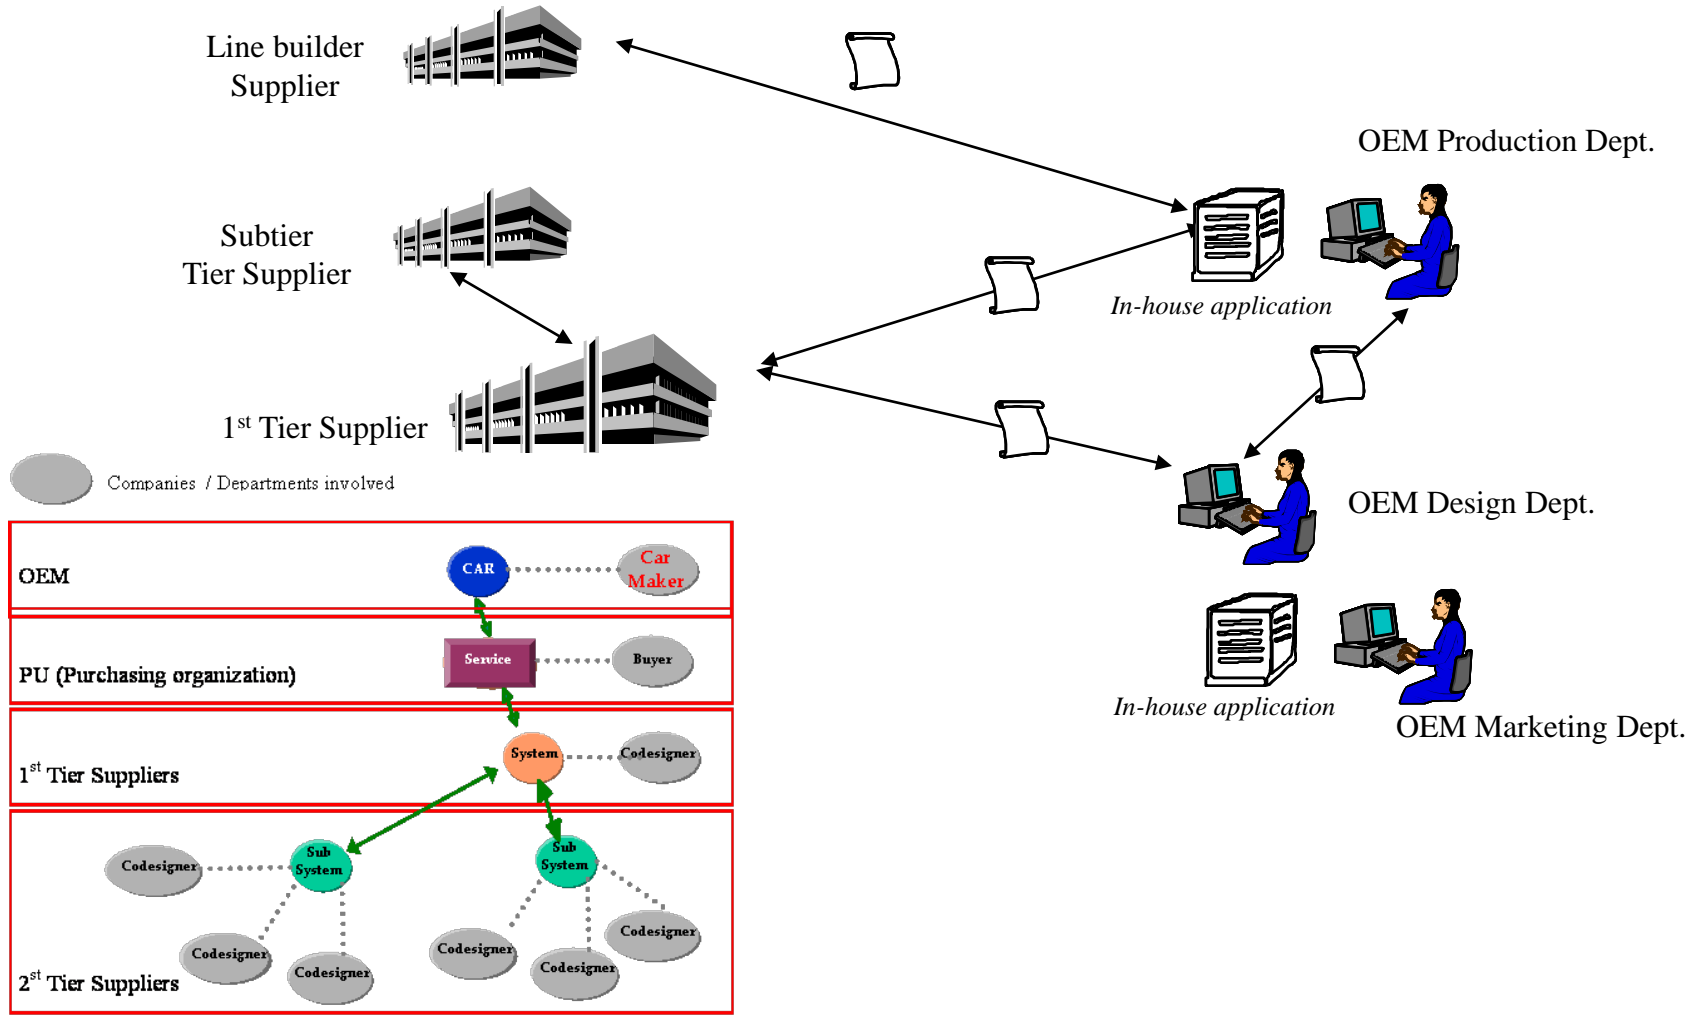 Line builder
Supplier
OEM Production Dept.
Subtier
Tier Supplier
In-house application
1st Tier Supplier
Companies / Departments involved
OEM Design Dept.
OEM
CAR
Car
Maker
PU (Purchasing organization)
Service
Buyer
In-house application
OEM Marketing Dept.
1st Tier Suppliers
System
Codesigner
Sub
System
Sub
System
Codesigner
Codesigner
Codesigner
Codesigner
Codesigner
Codesigner
2st Tier Suppliers